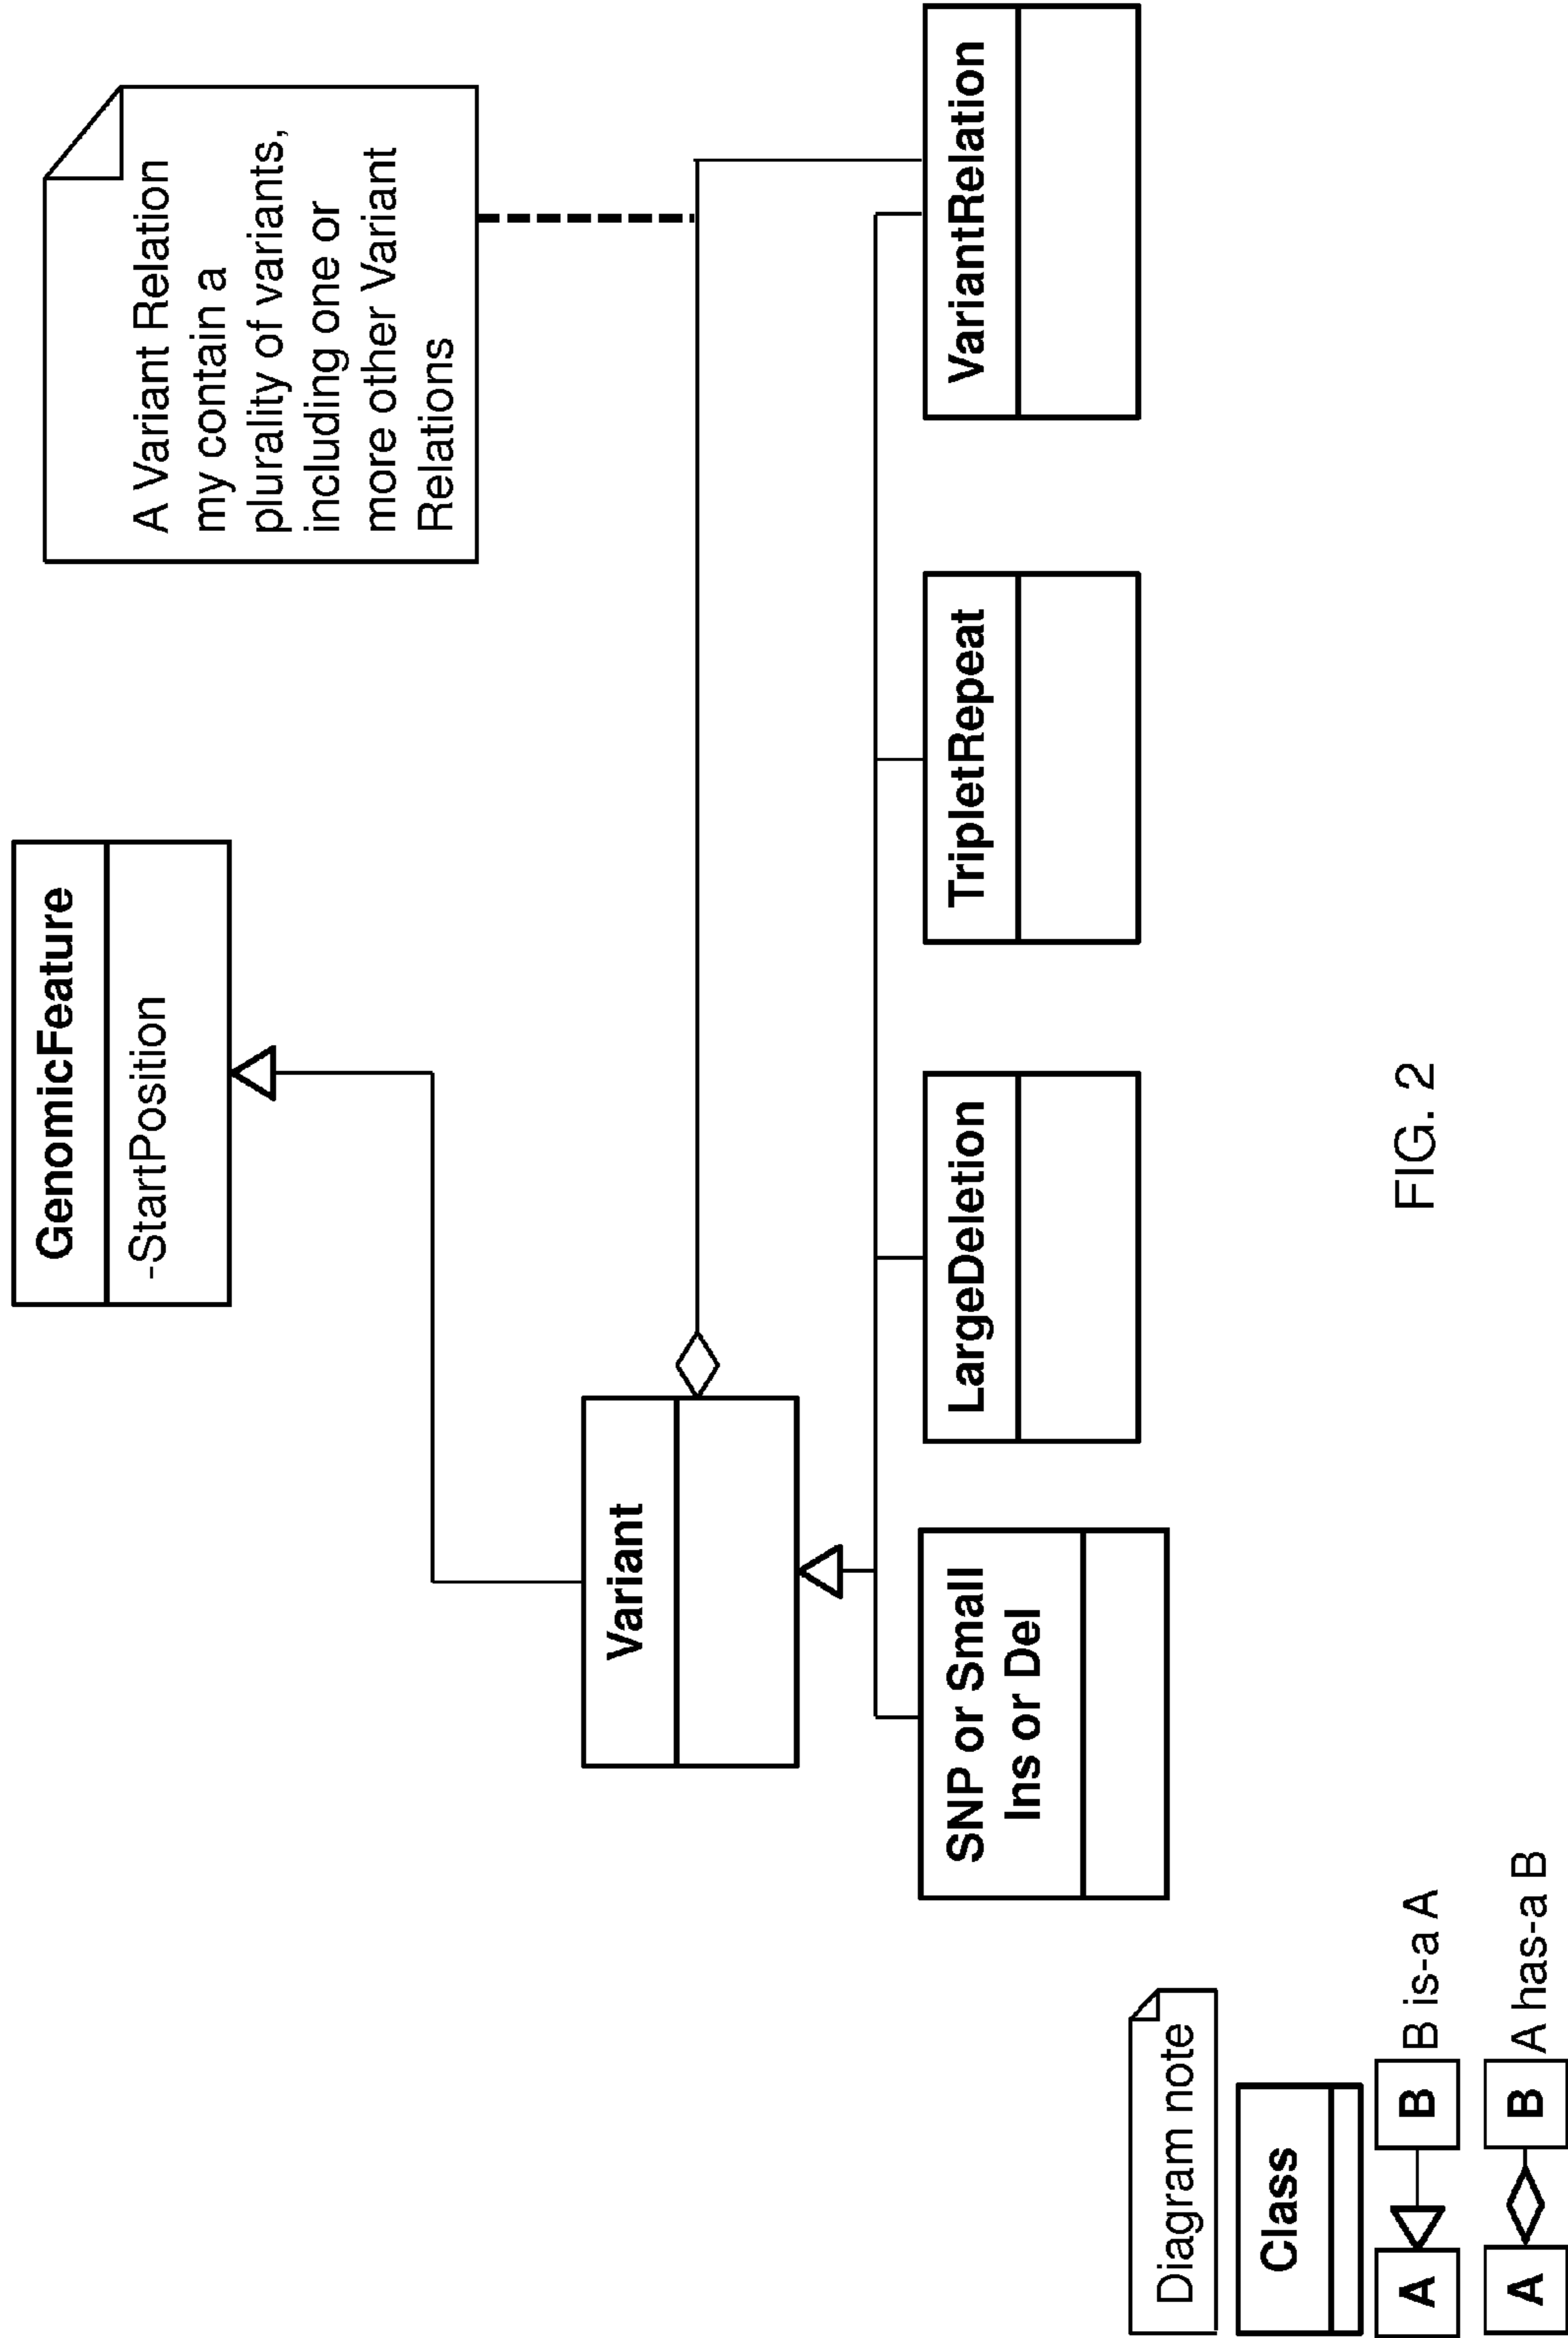 GenomicFeature
-StartPosition
A Variant Relation
my contain a
plurality of variants,
including one or
more other Variant
Relations
Variant
SNP or Small
Ins or Del
LargeDeletion
TripletRepeat
VariantRelation
Diagram note
Class
A B B is-a A
A B A has-a B
FIG. 2